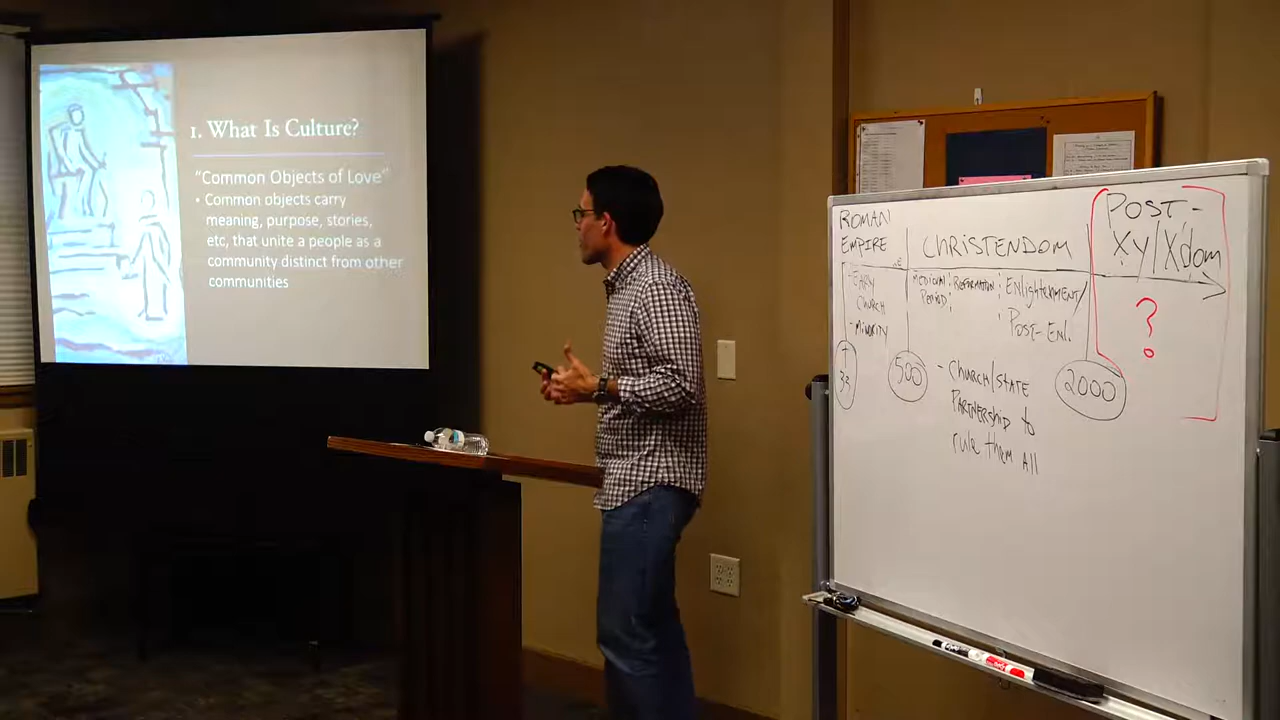 1. What Is Culture?
"Common Objects of Love"
• Common objects carry
meaning, purpose, stories,
etc, that unite a people as a
community distinct from other
communities
ROMAN
EMPIRE
- EARLY
CHURCH
- MINORITY
33
CHRISTENDOM
MEDIEVAL
PERIOD
REFORMATION
ENLIGHTENMENT/
POST-ENL.
500
- CHURCH/STATE
PARTNERSHIP to
rule them All
2000
POST-
Xy/Xdom
?